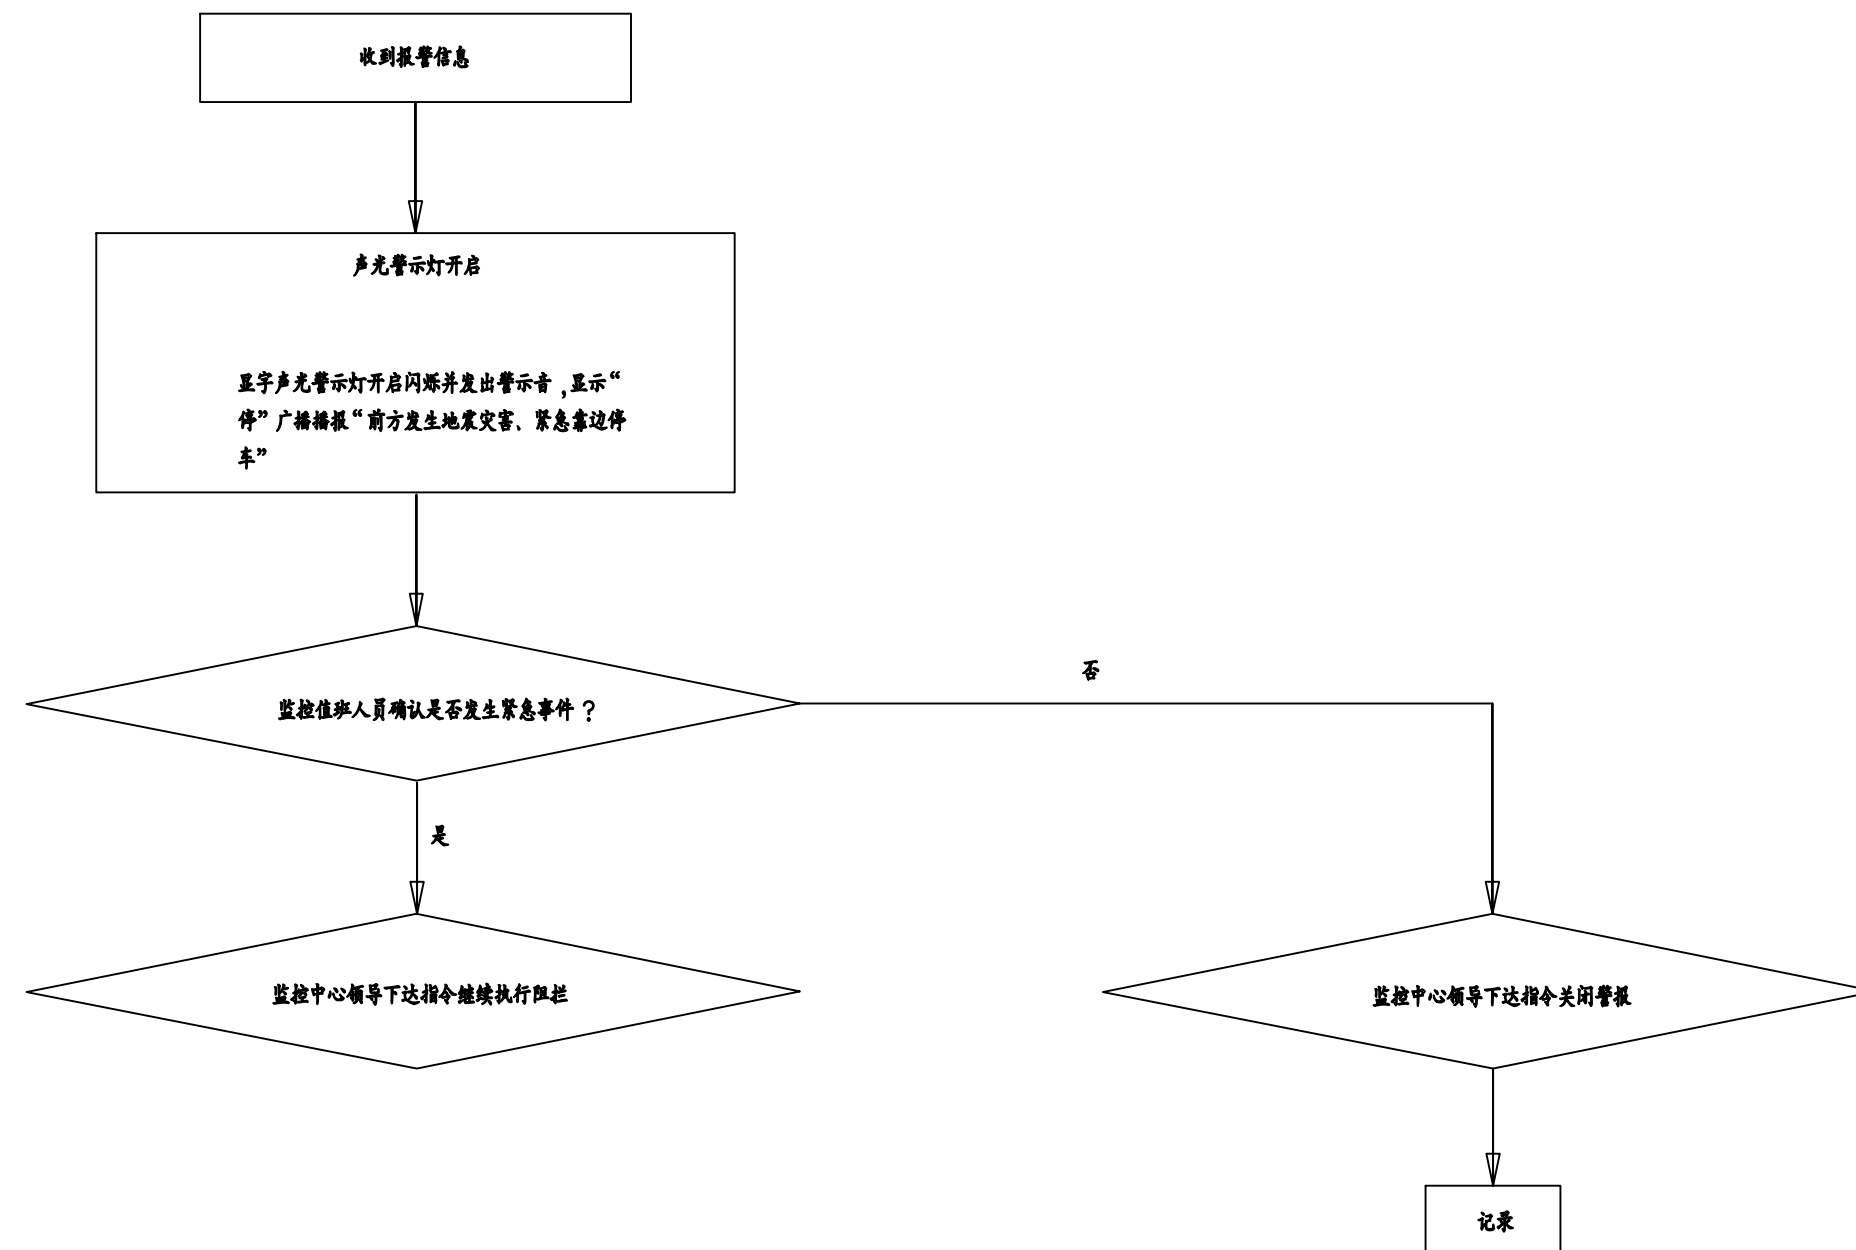 收到报警信息
声光警示灯开启
显字声光警示灯开启闪烁并发出警示音,显示“
停”广播播报“前方发生地震灾害、紧急靠边停
车”
否
监控值班人员确认是否发生紧急事件?
是
监控中心领导下达指令继续执行阻拦
监控中心领导下达指令关闭警报
记录